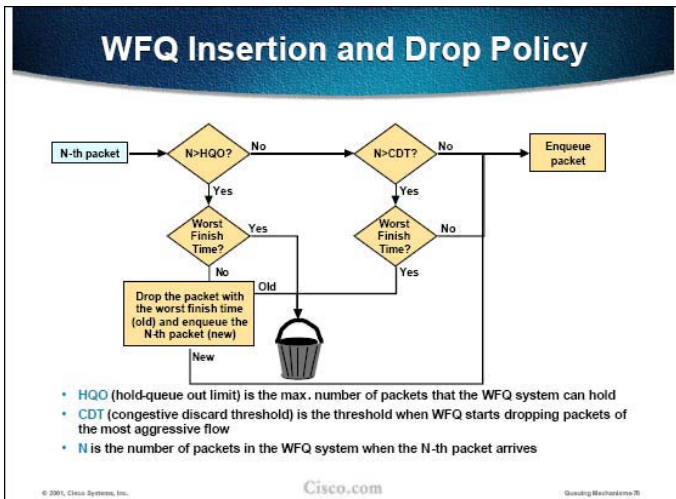 WFQ Insertion and Drop Policy
N-th packet
N>HQO?
No
N>CDT?
No
Enqueue
packet
Yes
Yes
Worst
Finish
Time?
Yes
Worst
Finish
Time?
No
No
Yes
Old
Drop the packet with
the worst finish time
(old) and enqueue the
N-th packet (new)
New
• HQO (hold-queue out limit) is the max. number of packets that the WFQ system can hold
• CDT (congestive discard threshold) is the threshold when WFQ starts dropping packets of
the most aggressive flow
• N is the number of packets in the WFQ system when the N-th packet arrives
© 2001, Cisco Systems, Inc.
Cisco.com
Queuing Mechanisms-76